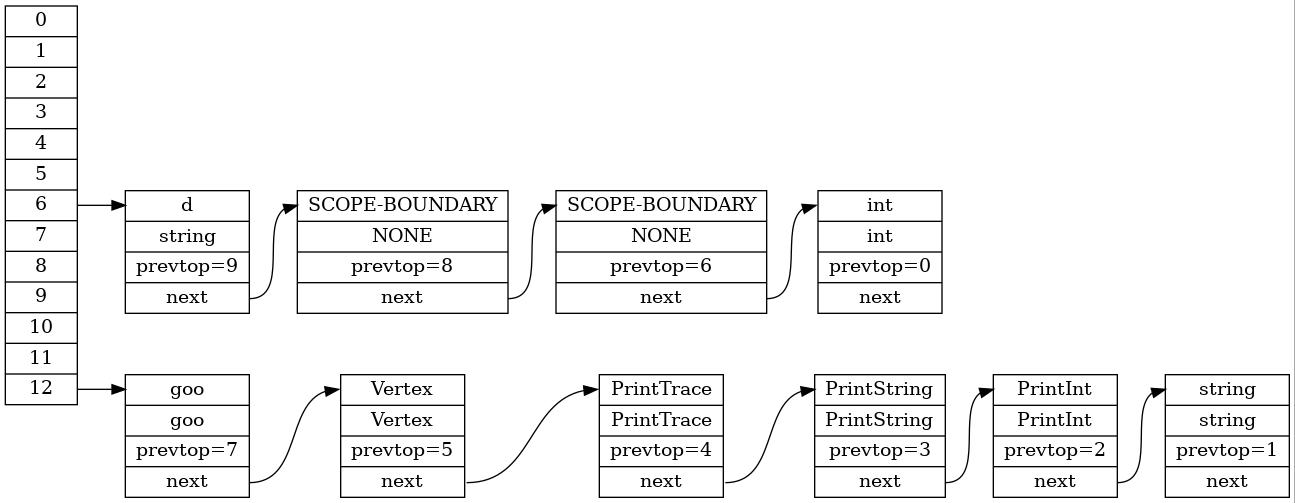 0
1
2
3
4
5
6
7
8
9
10
11
12
d
string
prevtop=9
next
SCOPE-BOUNDARY
NONE
prevtop=8
next
SCOPE-BOUNDARY
NONE
prevtop=6
next
int
int
prevtop=0
next
goo
goo
prevtop=7
next
Vertex
Vertex
prevtop=5
next
PrintTrace
PrintTrace
prevtop=4
next
PrintString
PrintString
prevtop=3
next
PrintInt
PrintInt
prevtop=2
next
string
string
prevtop=1
next